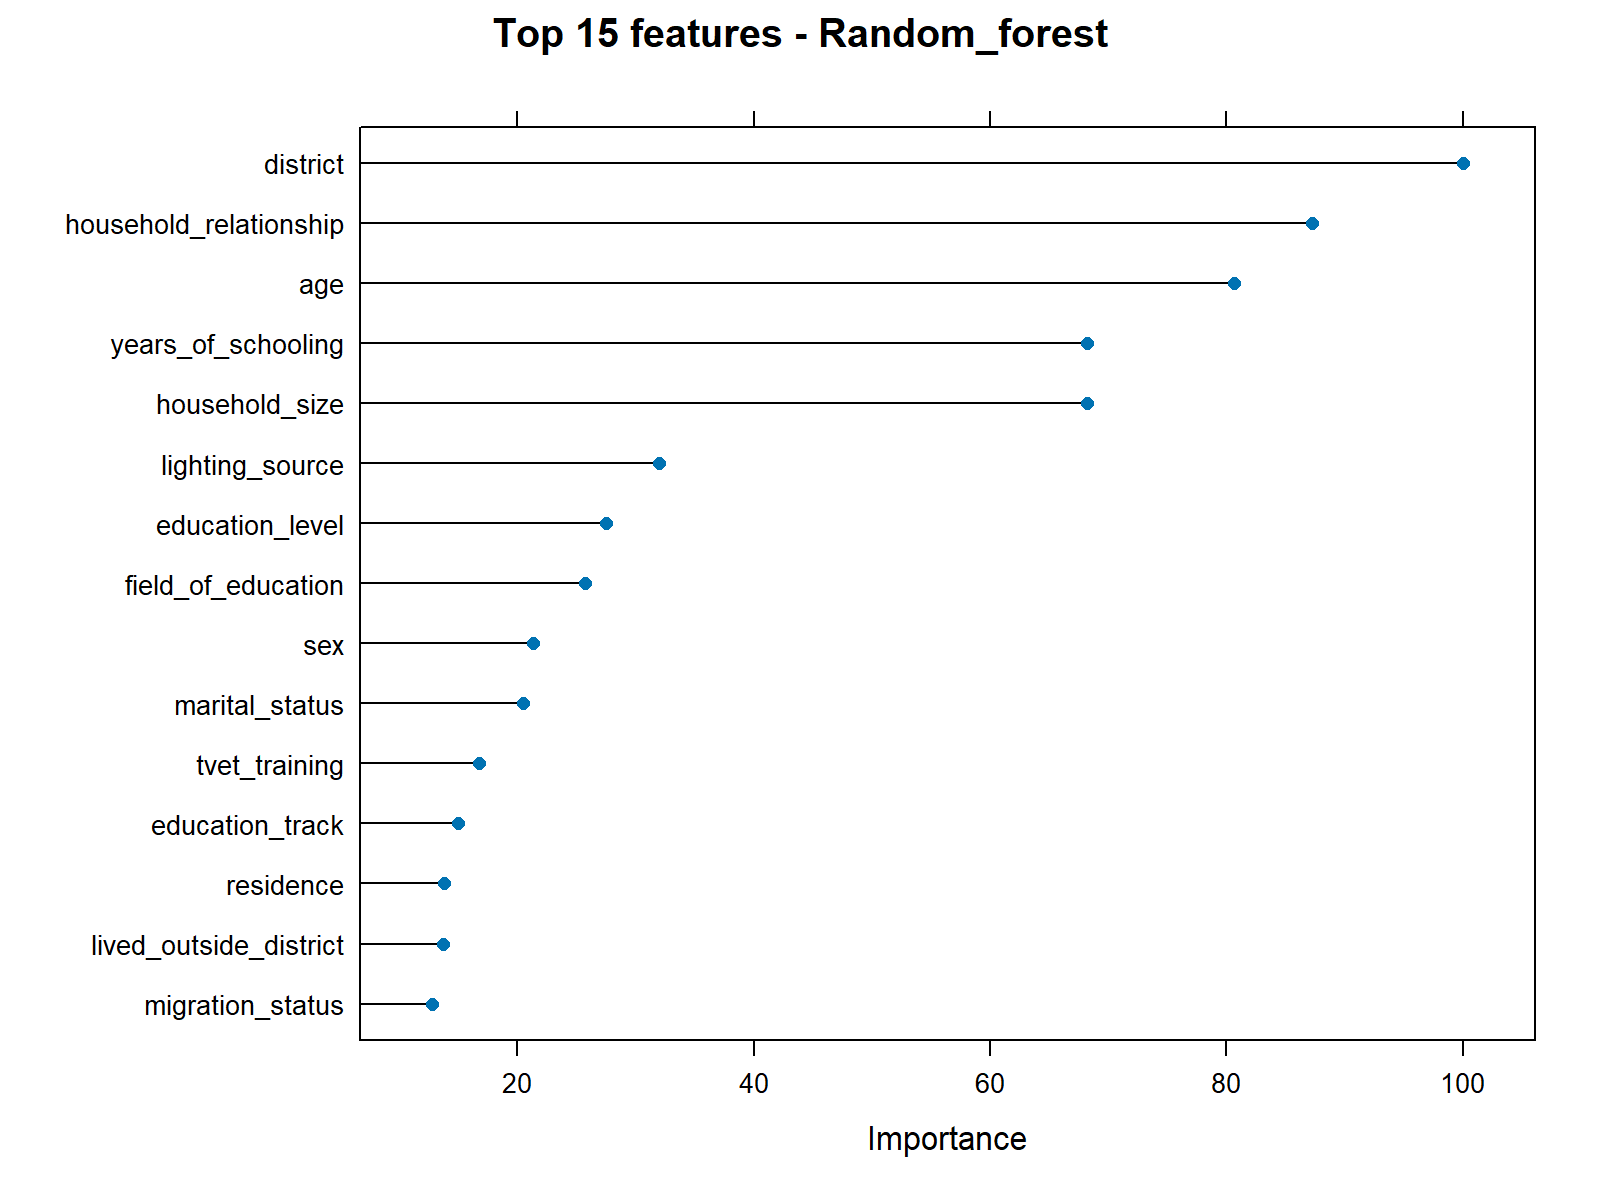 Top 15 features - Random_forest
district
household_relationship
age
years_of_schooling
household_size
lighting_source
education_level
field_of_education
sex
marital_status
tvet_training
education_track
residence
lived_outside_district
migration_status
20 40 60 80 100
Importance